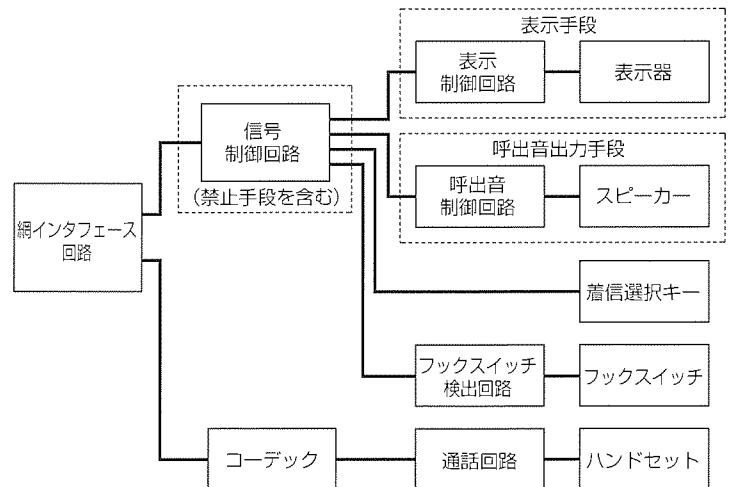 表示手段
表示
制御回路
表示器
信号
制御回路
(禁止手段を含む)
呼出音出力手段
呼出音
制御回路
スピーカー
網インタフェース
回路
着信選択キー
フックスイッチ
検出回路
フックスイッチ
コーデック
通話回路
ハンドセット